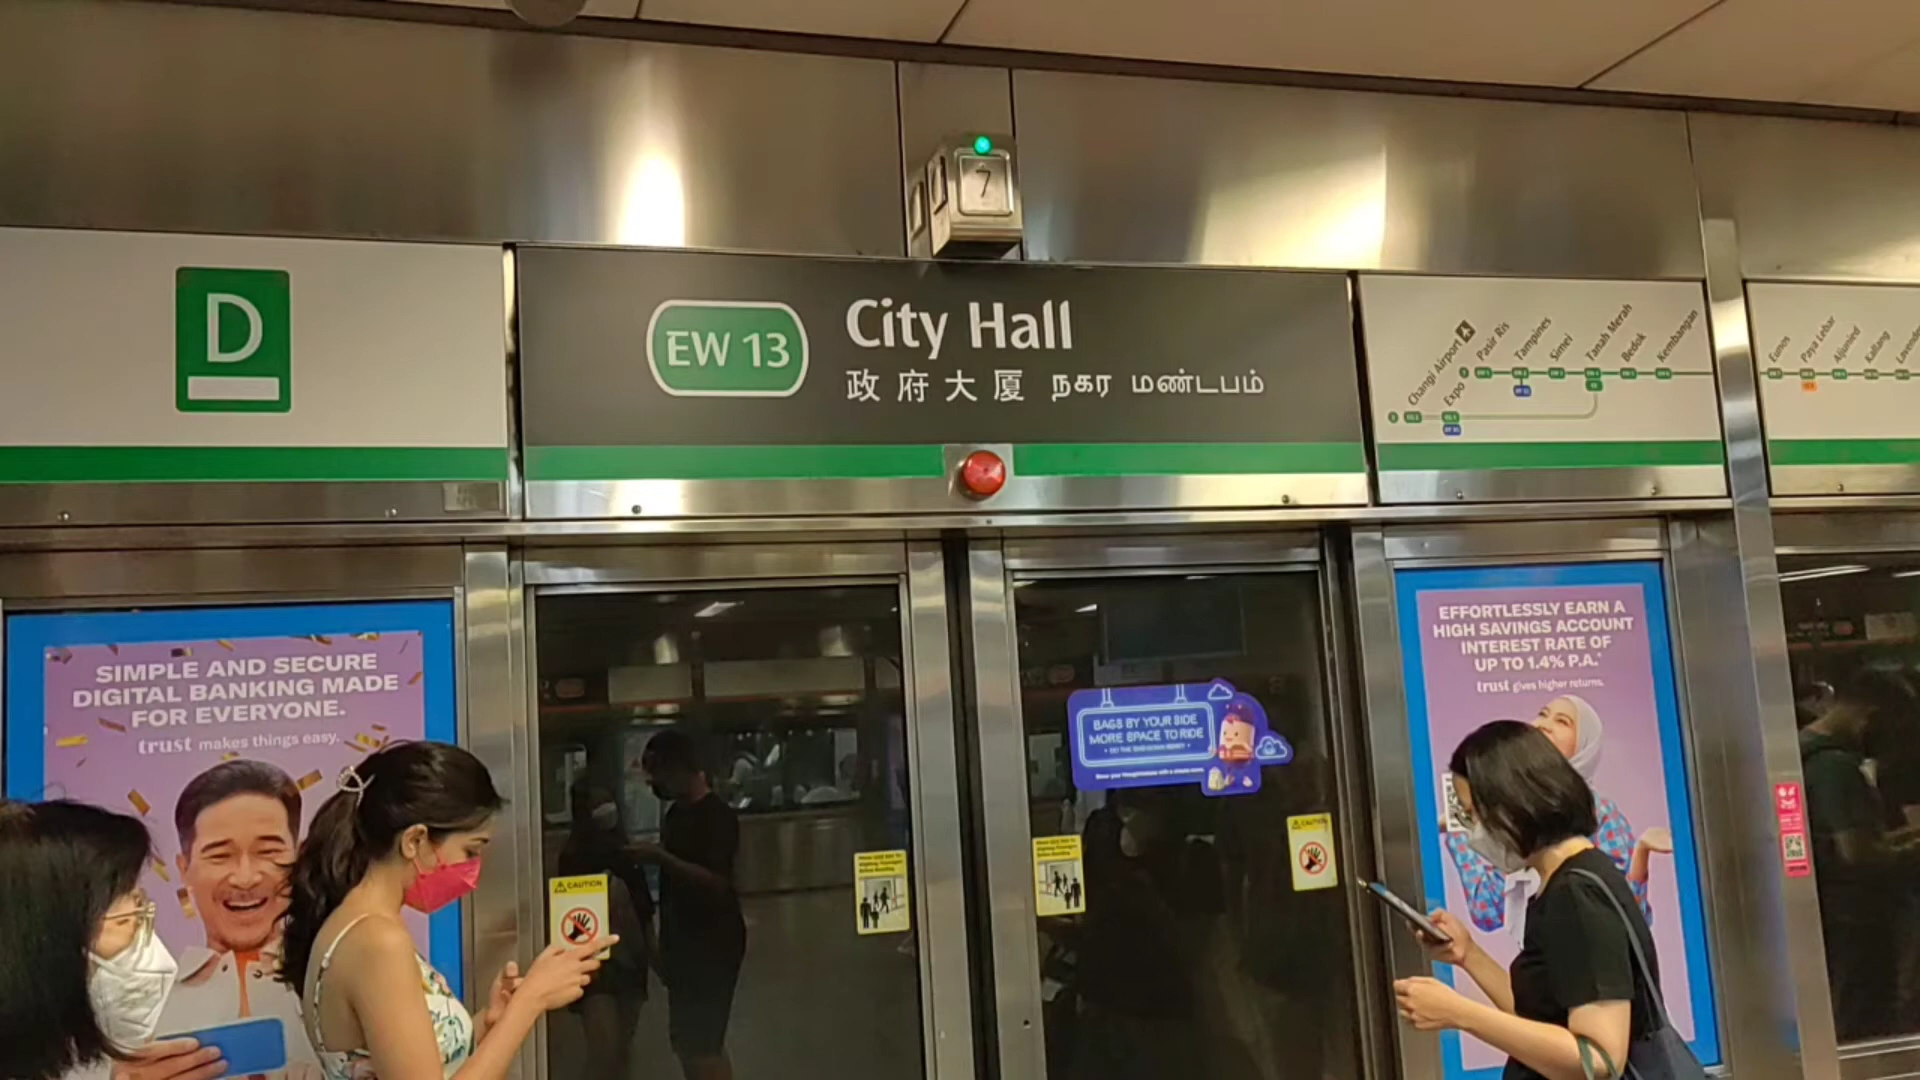 7
D
EW 13
City Hall
政府大厦 நகர மண்டபம்
Changi Airport
Expo
Pasir Ris
Tampines
Simei
Tanah Merah
Bedok
Kembangan
Eunos
Paya Lebar
Aljunied
Kallang
SIMPLE AND SECURE
DIGITAL BANKING MADE
FOR EVERYONE.
trust makes things easy.
CAUTION
BAGS BY YOUR SIDE
MORE SPACE TO RIDE
CAUTION
EFFORTLESSLY EARN A
HIGH SAVINGS ACCOUNT
INTEREST RATE OF
UP TO 1.4% P.A.*
trust gives higher returns.